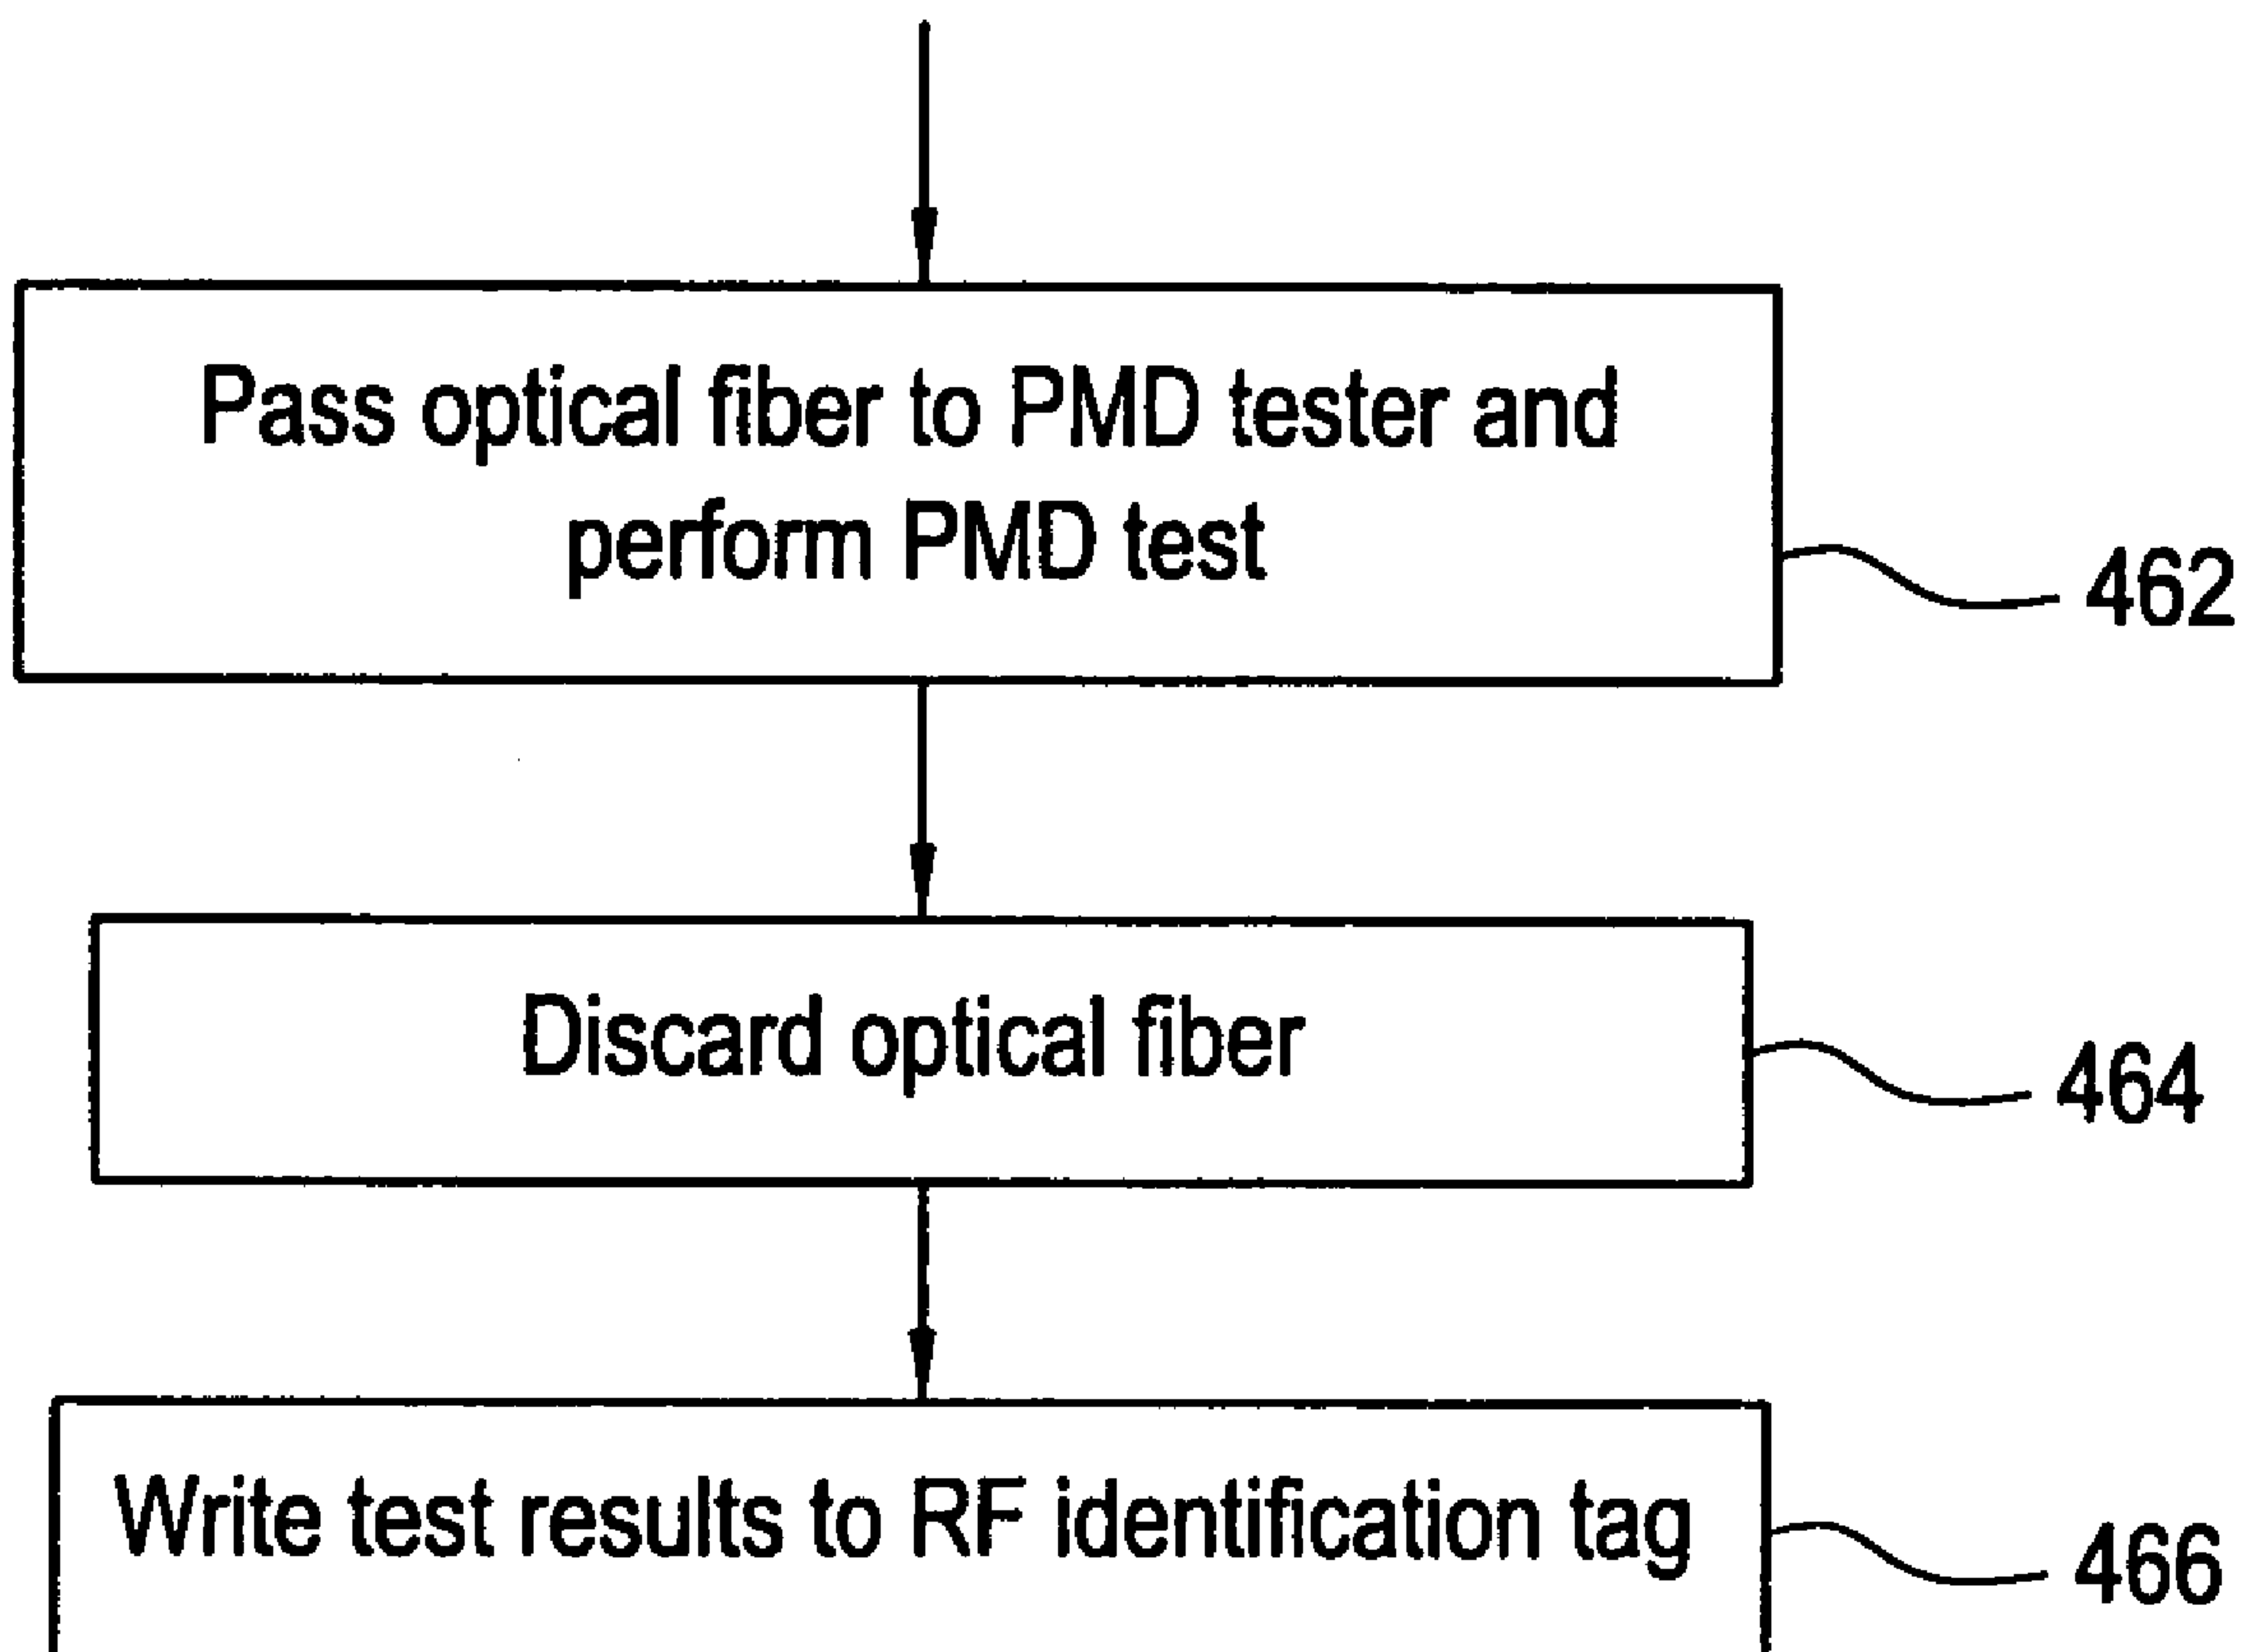 Pass optical fiber to PMD tester and
perform PMD test
462
Discard optical fiber
464
Write test results to RF identification tag
466